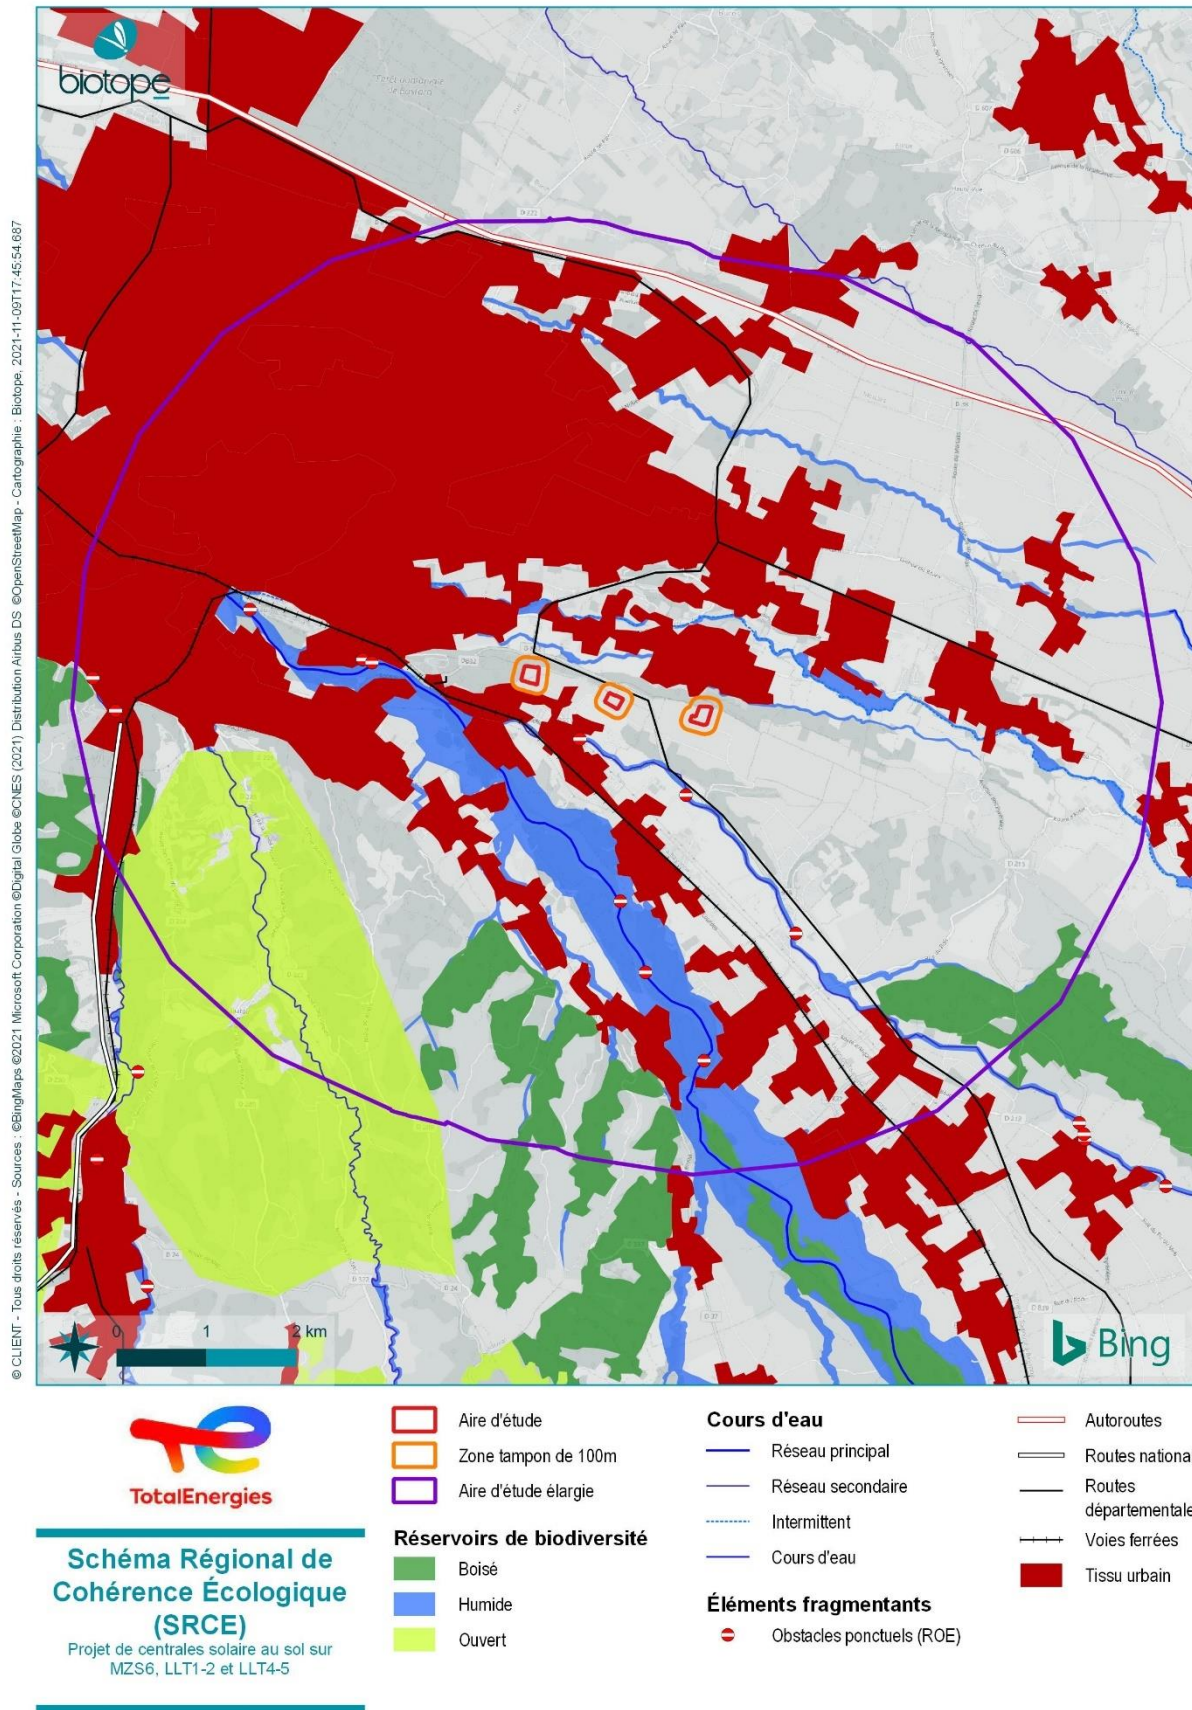 biotope
© CLIENT - Tous droits réservés - Sources : ©BingMaps ©2021 Microsoft Corporation ©Digital Globe ©CNES (2021) Distribution Airbus DS ©OpenStreetMap - Cartographie : Biotope, 2021-11-09T17:45:54.687
0 1 2 km
Bing
TotalEnergies
Schéma Régional de
Cohérence Écologique
(SRCE)
Projet de centrales solaire au sol sur
MZS6, LLT1-2 et LLT4-5
Aire d'étude
Zone tampon de 100m
Aire d'étude élargie
Réservoirs de biodiversité
Boisé
Humide
Ouvert
Cours d'eau
Réseau principal
Réseau secondaire
Intermittent
Cours d'eau
Éléments fragmentants
Obstacles ponctuels (ROE)
Autoroutes
Routes nationa
Routes
départementale
Voies ferrées
Tissu urbain